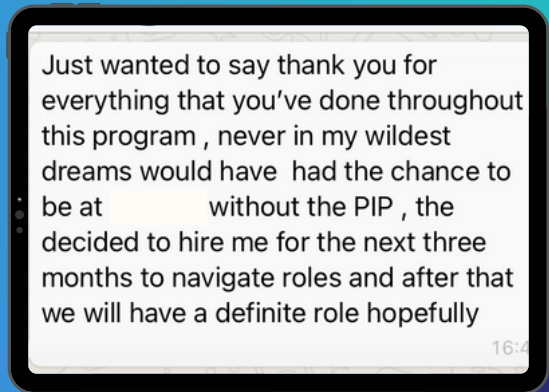 Just wanted to say thank you for
everything that you've done throughout
this program , never in my wildest
dreams would have  had the chance to
be at without the PIP , the
decided to hire me for the next three
months to navigate roles and after that
we will have a definite role hopefully